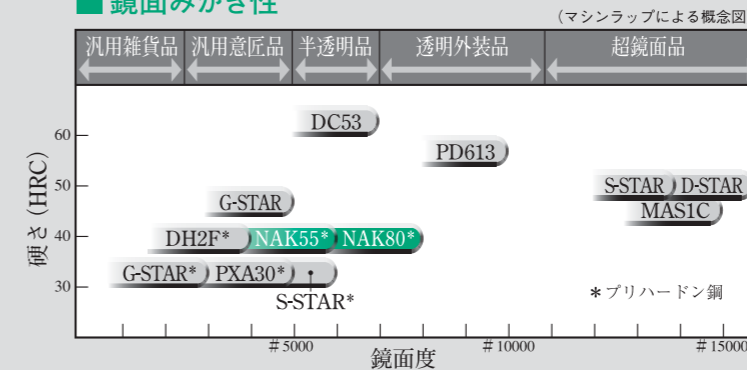 ■ 鏡面みがき性
(マシンラップによる概念図
汎用雑貨品 汎用意匠品 半透明品 透明外装品 超鏡面品
DC53
60
PD613
50
S-STAR D-STAR
G-STAR
MAS1C
40
DH2F* NAK55* NAK80*
G-STAR* PXA30*
30
S-STAR*
*プリハードン鋼
硬さ(HRC)
#5000 #10000 #15000
鏡面度